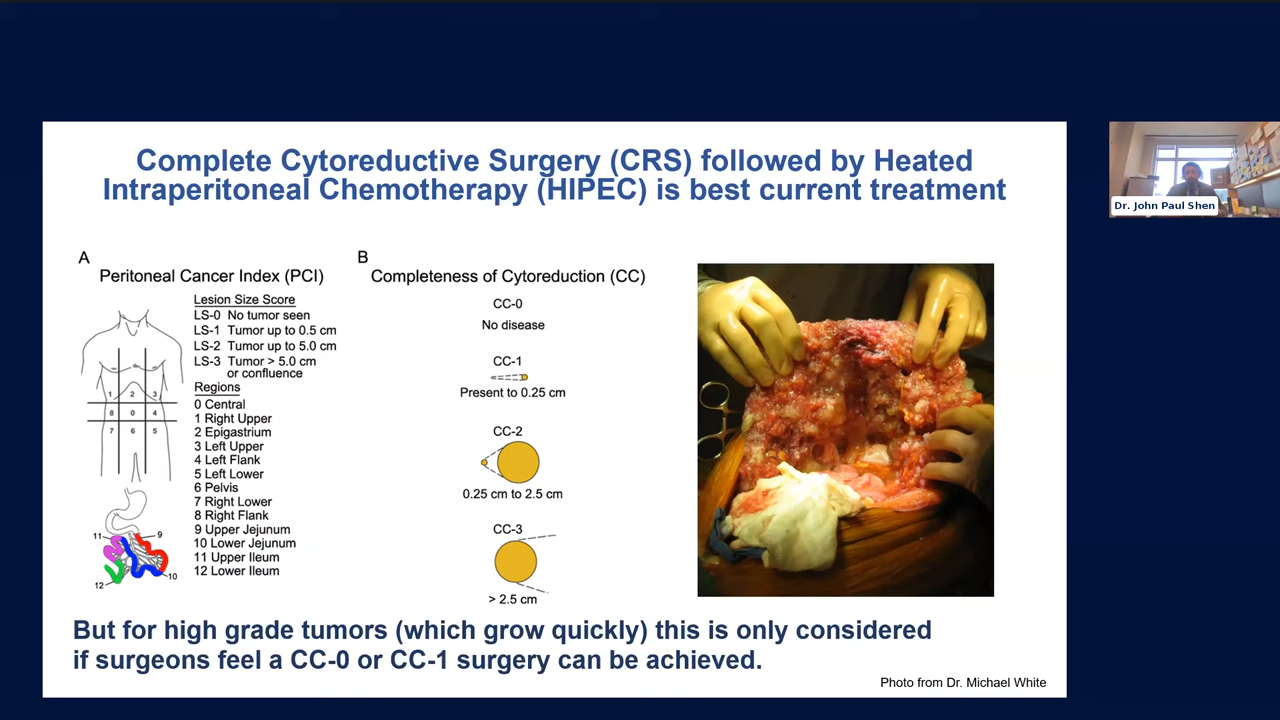 Complete Cytoreductive Surgery (CRS) followed by Heated
Intraperitoneal Chemotherapy (HIPEC) is best current treatment
A
Peritoneal Cancer Index (PCI)
Lesion Size Score
LS-0 No tumor seen
LS-1 Tumor up to 0.5 cm
LS-2 Tumor up to 5.0 cm
LS-3 Tumor > 5.0 cm
or confluence
Regions
0 Central
1 Right Upper
2 Epigastrium
3 Left Upper
4 Left Flank
5 Left Lower
6 Pelvis
7 Right Lower
8 Right Flank
9 Upper Jejunum
10 Lower Jejunum
11 Upper Ileum
12 Lower Ileum
1 2 3
8 0 4
7 6 5
11 9
12 10
B
Completeness of Cytoreduction (CC)
CC-0
No disease
CC-1
Present to 0.25 cm
CC-2
0.25 cm to 2.5 cm
CC-3
> 2.5 cm
But for high grade tumors (which grow quickly) this is only considered
if surgeons feel a CC-0 or CC-1 surgery can be achieved.
Photo from Dr. Michael White
Dr. John Paul Shen